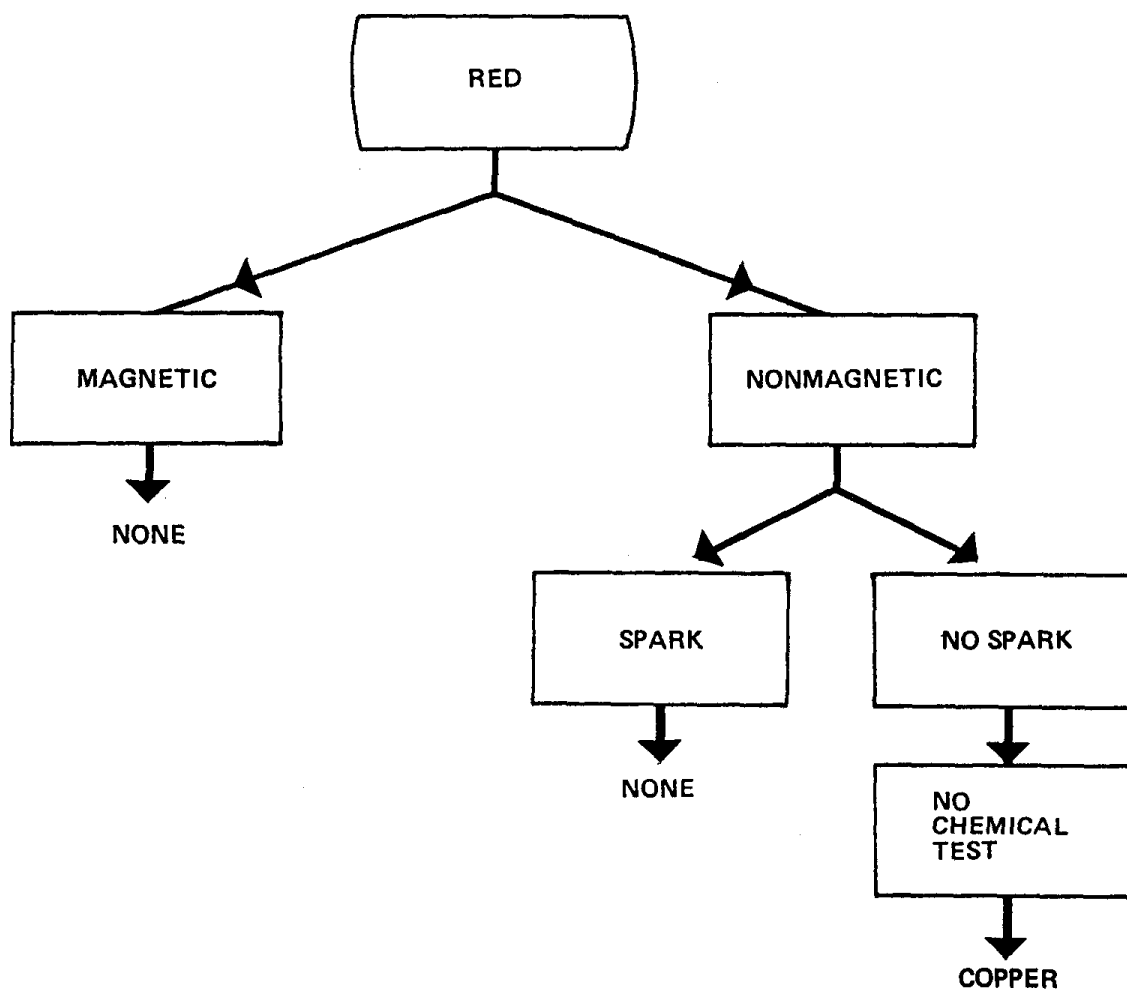 RED
MAGNETIC
NONMAGNETIC
NONE
SPARK
NO SPARK
NONE
NO
CHEMICAL
TEST
COPPER